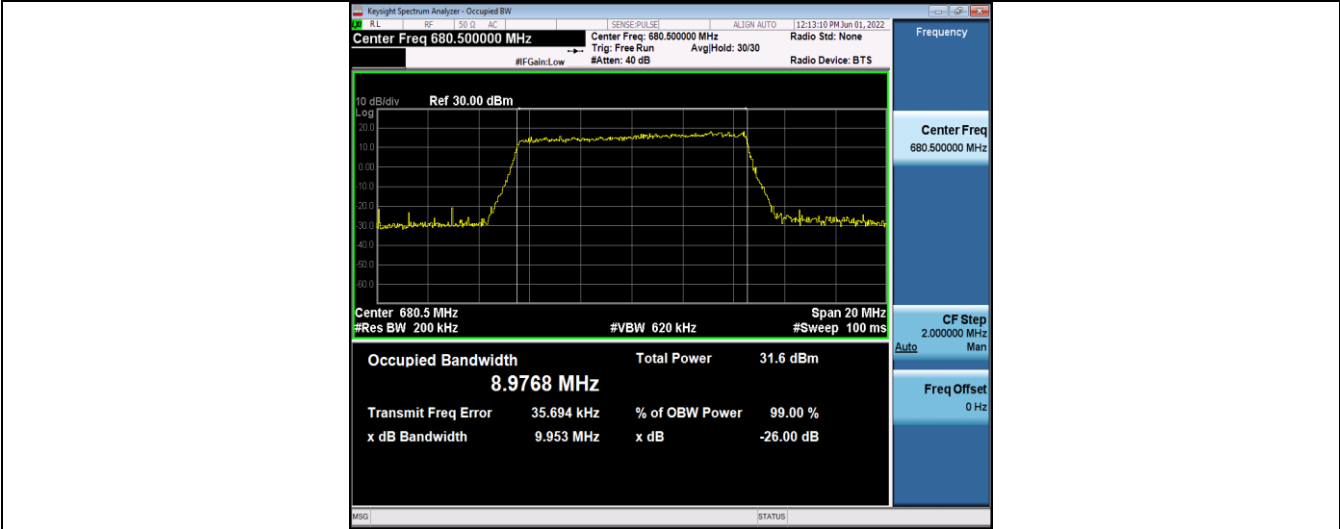 Keysight Spectrum Analyzer - Occupied BW
RL RF 50 Ω AC SENSE:PULSE ALIGN AUTO 12:13:10 PM Jun 01, 2022
Center Freq 680.500000 MHz
Center Freq: 680.500000 MHz Radio Std: None
Trig: Free Run Avg|Hold: 30/30
#IFGain:Low #Atten: 40 dB Radio Device: BTS
10 dB/div Ref 30.00 dBm
Log
20.0
10.0
0.00
-10.0
-20.0
-30.0
-40.0
-50.0
-60.0
Center 680.5 MHz Span 20 MHz
#Res BW 200 kHz #VBW 620 kHz #Sweep 100 ms
Occupied Bandwidth Total Power 31.6 dBm
8.9768 MHz
Transmit Freq Error 35.694 kHz % of OBW Power 99.00 %
x dB Bandwidth 9.953 MHz x dB -26.00 dB
MSG STATUS
Frequency
Center Freq
680.500000 MHz
CF Step
2.000000 MHz
Auto Man
Freq Offset
0 Hz